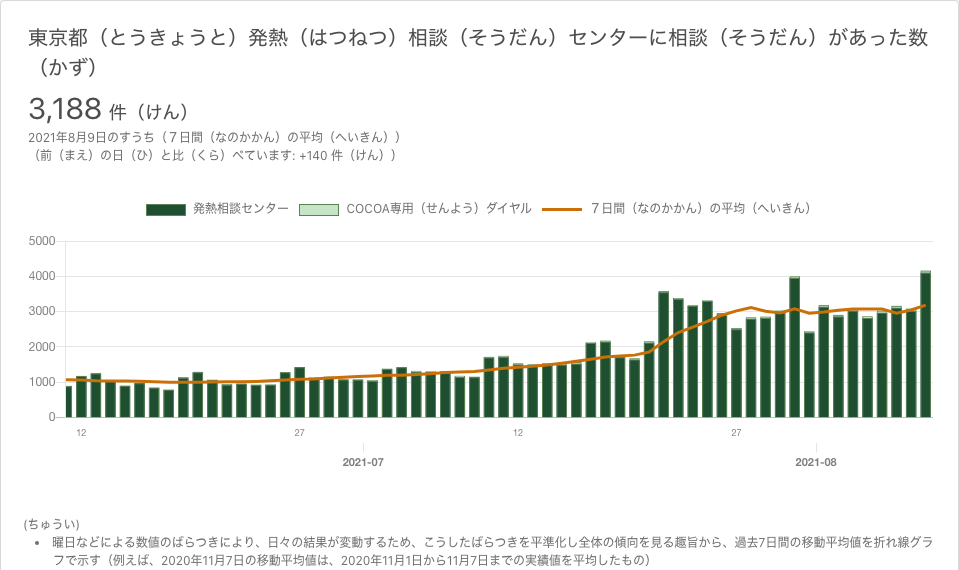 東京都（とうきょうと）発熱（はつねつ）相談（そうだん）センターに相談（そうだん）があった数
（かず）
3,188 件（けん）
2021年8月9日のすうち（７日間（なのかかん）の平均（へいきん））
（前（まえ）の日（ひ）と比（くら）べています: +140 件（けん））
発熱相談センター COCOA専用（せんよう）ダイヤル ７日間（なのかかん）の平均（へいきん）
5000
4000
3000
2000
1000
0
12 27 12 27
2021-07 2021-08
(ちゅうい)
• 曜日などによる数値のばらつきにより、日々の結果が変動するため、こうしたばらつきを平準化し全体の傾向を見る趣旨から、過去7日間の移動平均値を折れ線グラ
フで示す（例えば、2020年11月7日の移動平均値は、2020年11月1日から11月7日までの実績値を平均したもの）